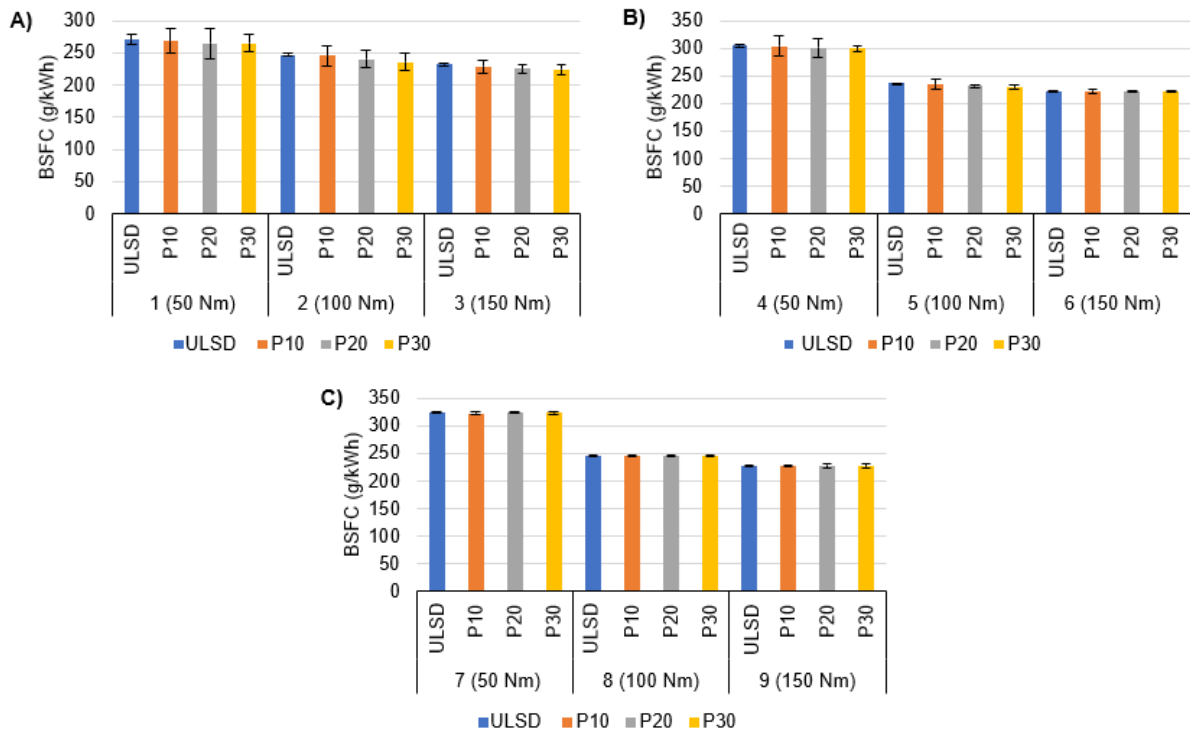 A)
BSFC (g/kWh)
300
250
200
150
100
50
0
ULSD P10 P20 P30 ULSD P10 P20 P30 ULSD P10 P20 P30
1 (50 Nm) 2 (100 Nm) 3 (150 Nm)
ULSD P10 P20 P30
B)
BSFC (g/kWh)
350
300
250
200
150
100
50
0
ULSD P10 P20 P30 ULSD P10 P20 P30 ULSD P10 P20 P30
4 (50 Nm) 5 (100 Nm) 6 (150 Nm)
ULSD P10 P20 P30
C)
BSFC (g/kWh)
350
300
250
200
150
100
50
0
ULSD P10 P20 P30 ULSD P10 P20 P30 ULSD P10 P20 P30
7 (50 Nm) 8 (100 Nm) 9 (150 Nm)
ULSD P10 P20 P30